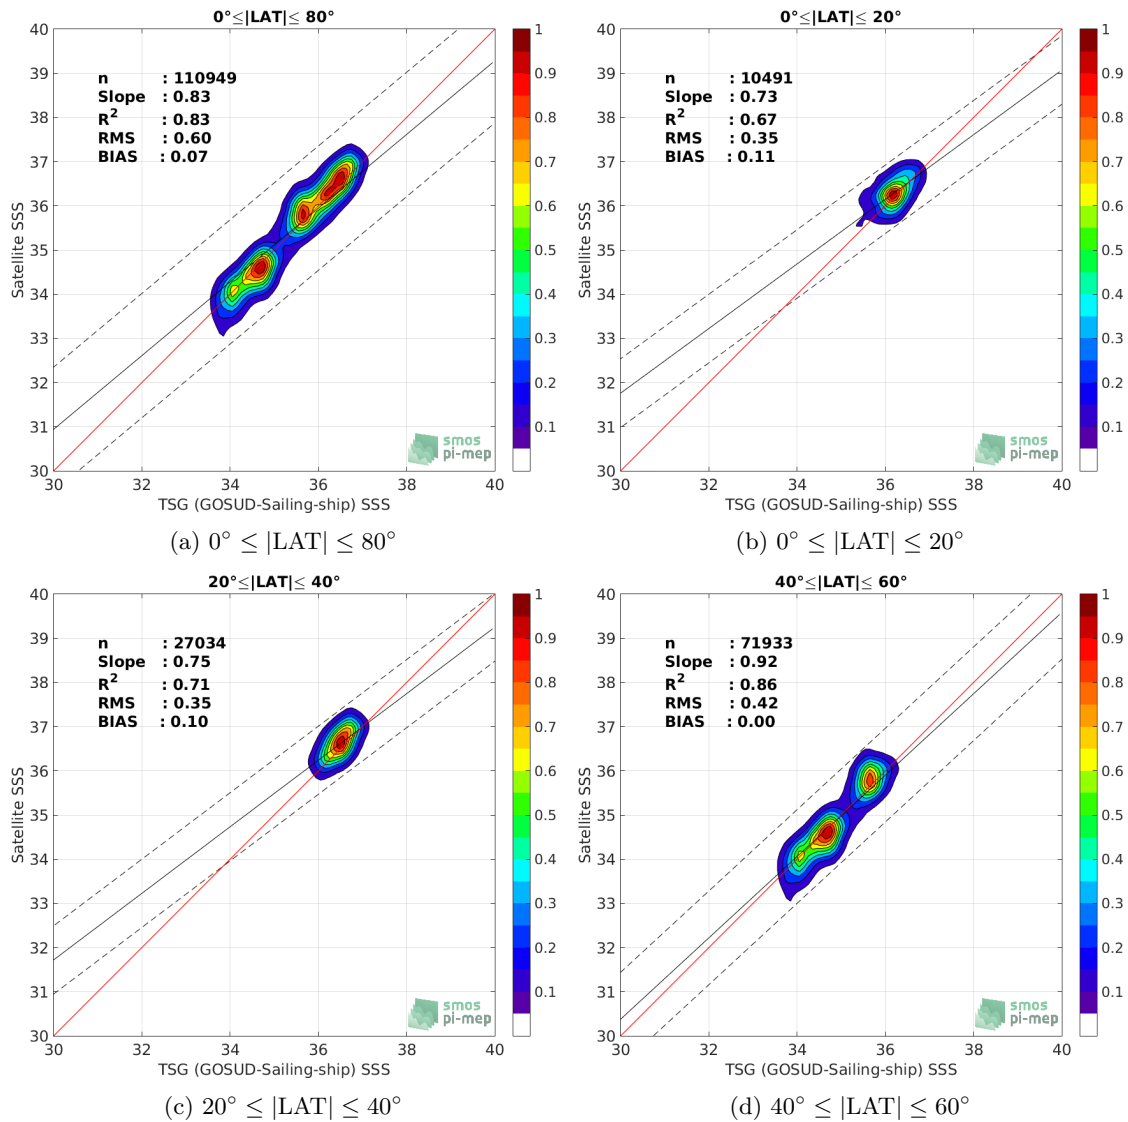 0°≤|LAT|≤ 80°
40
39
38
37
36
35
34
33
32
31
30
Satellite SSS
n : 110949
Slope : 0.83
R² : 0.83
RMS : 0.60
BIAS : 0.07
smos
pi-mep
30 32 34 36 38 40
TSG (GOSUD-Sailing-ship) SSS
1
0.9
0.8
0.7
0.6
0.5
0.4
0.3
0.2
0.1
(a) 0° ≤ |LAT| ≤ 80°
0°≤|LAT|≤ 20°
40
39
38
37
36
35
34
33
32
31
30
Satellite SSS
n : 10491
Slope : 0.73
R² : 0.67
RMS : 0.35
BIAS : 0.11
smos
pi-mep
30 32 34 36 38 40
TSG (GOSUD-Sailing-ship) SSS
1
0.9
0.8
0.7
0.6
0.5
0.4
0.3
0.2
0.1
(b) 0° ≤ |LAT| ≤ 20°
20°≤|LAT|≤ 40°
40
39
38
37
36
35
34
33
32
31
30
Satellite SSS
n : 27034
Slope : 0.75
R² : 0.71
RMS : 0.35
BIAS : 0.10
smos
pi-mep
30 32 34 36 38 40
TSG (GOSUD-Sailing-ship) SSS
1
0.9
0.8
0.7
0.6
0.5
0.4
0.3
0.2
0.1
(c) 20° ≤ |LAT| ≤ 40°
40°≤|LAT|≤ 60°
40
39
38
37
36
35
34
33
32
31
30
Satellite SSS
n : 71933
Slope : 0.92
R² : 0.86
RMS : 0.42
BIAS : 0.00
smos
pi-mep
30 32 34 36 38 40
TSG (GOSUD-Sailing-ship) SSS
1
0.9
0.8
0.7
0.6
0.5
0.4
0.3
0.2
0.1
(d) 40° ≤ |LAT| ≤ 60°